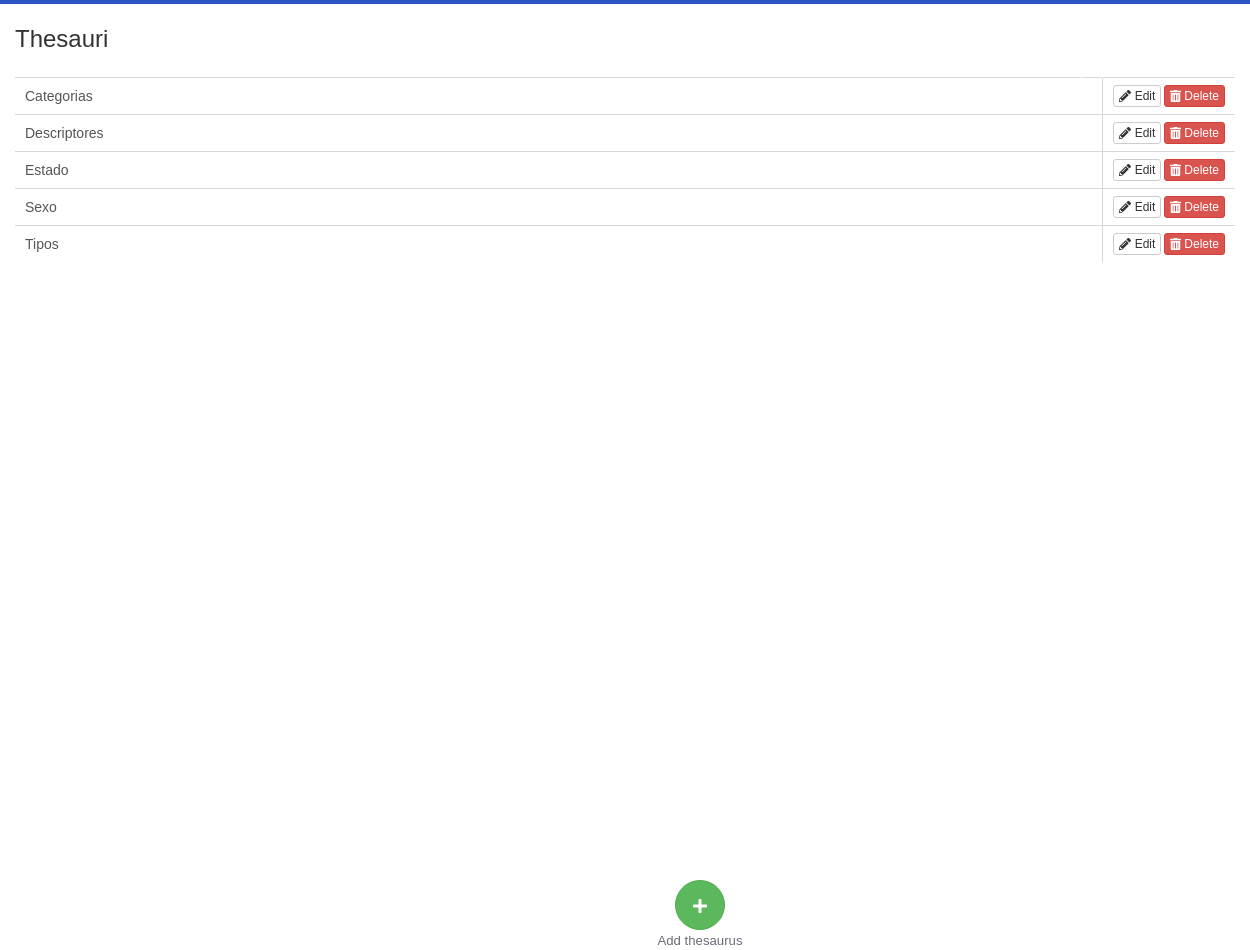 Thesauri
Categorias Edit Delete
Descriptores Edit Delete
Estado Edit Delete
Sexo Edit Delete
Tipos Edit Delete
Add thesaurus